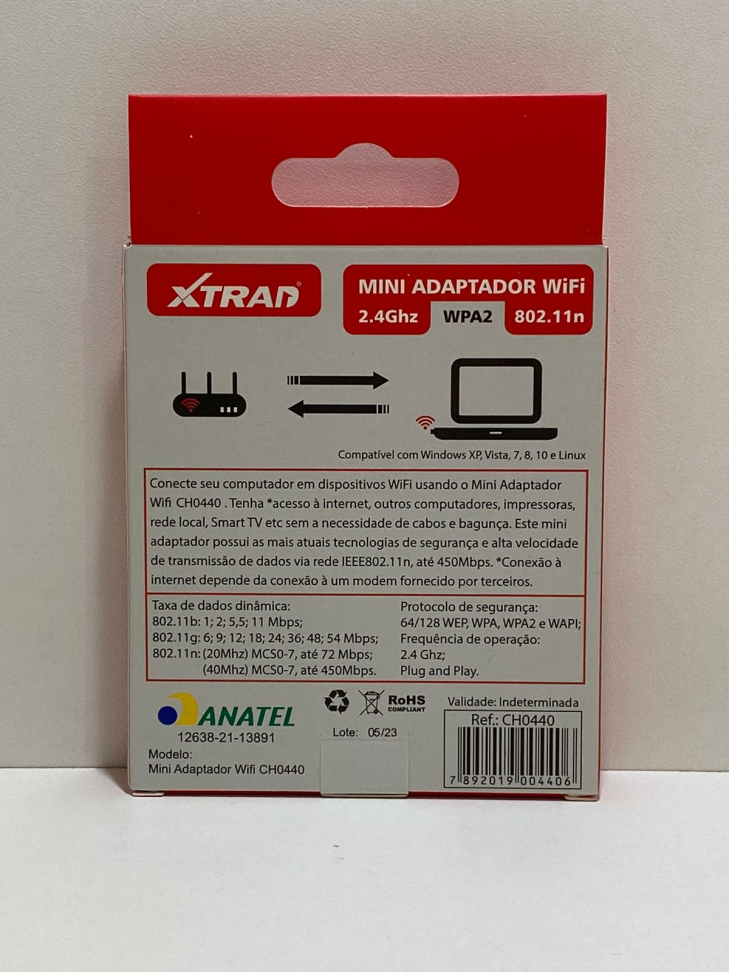 XTRAD®
MINI ADAPTADOR WiFi
2.4Ghz WPA2 802.11n
Compatível com Windows XP, Vista, 7, 8, 10 e Linux
Conecte seu computador em dispositivos WiFi usando o Mini Adaptador
Wifi CH0440 . Tenha *acesso à internet, outros computadores, impressoras,
rede local, Smart TV etc sem a necessidade de cabos e bagunça. Este mini
adaptador possui as mais atuais tecnologias de segurança e alta velocidade
de transmissão de dados via rede IEEE802.11n, até 450Mbps. *Conexão à
internet depende da conexão à um modem fornecido por terceiros.
Taxa de dados dinâmica:
802.11b: 1; 2; 5,5; 11 Mbps;
802.11g: 6; 9; 12; 18; 24; 36; 48; 54 Mbps;
802.11n: (20Mhz) MCS0-7, até 72 Mbps;
(40Mhz) MCS0-7, até 450Mbps.
Protocolo de segurança:
64/128 WEP, WPA, WPA2 e WAPI;
Frequência de operação:
2.4 Ghz;
Plug and Play.
ANATEL
12638-21-13891
Modelo:
Mini Adaptador Wifi CH0440
RoHS
COMPLIANT
Lote: 05/23
Validade: Indeterminada
Ref.: CH0440
7 892019 004406